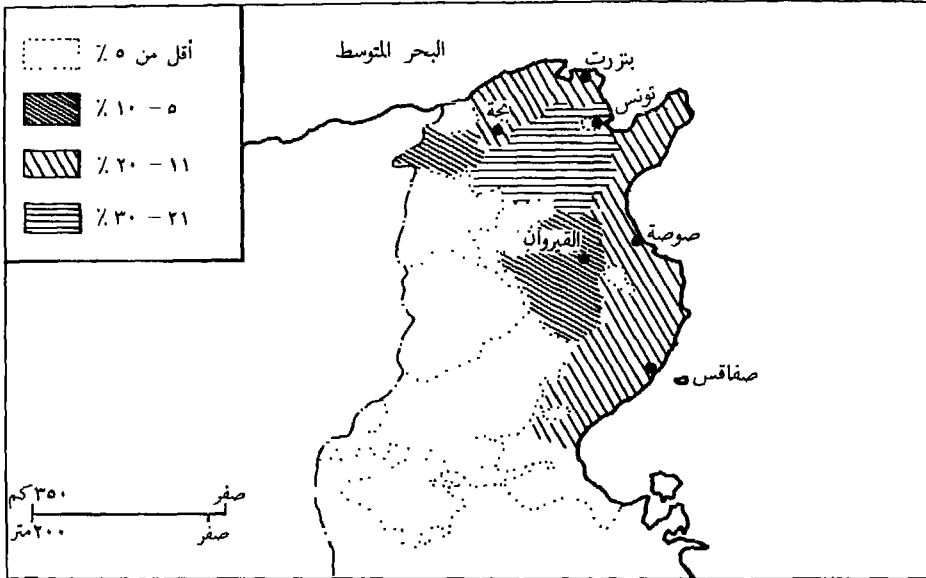 أقل من ٥ ٪
٥ - ١٠ ٪
١١ - ٢٠ ٪
٢١ - ٣٠ ٪
البحر المتوسط
بنزرت
تونس
بجة
صوصة
القيروان
صفاقس
٣٥٠ كم صفر
٢٠٠ متر صفر